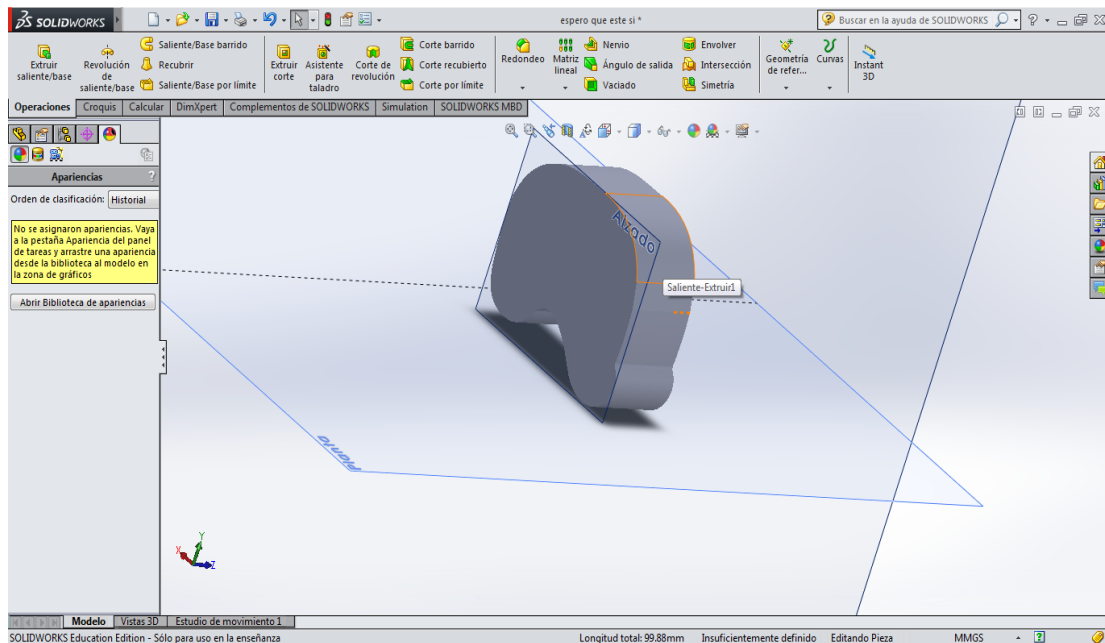 SOLIDWORKS
espero que este si *
Buscar en la ayuda de SOLIDWORKS
Extruir saliente/base
Revolución de saliente/base
Saliente/Base barrido
Recubrir
Saliente/Base por límite
Extruir corte
Asistente para taladro
Corte de revolución
Corte barrido
Corte recubierto
Corte por límite
Redondeo
Matriz lineal
Nervio
Ángulo de salida
Vaciado
Envolver
Intersección
Simetría
Geometría de refer...
Curvas
Instant 3D
Operaciones Croquis Calcular DimXpert Complementos de SOLIDWORKS Simulation SOLIDWORKS MBD
Apariencias ?
Orden de clasificación: Historial
No se asignaron apariencias. Vaya
a la pestaña Apariencia del panel
de tareas y arrastre una apariencia
desde la biblioteca al modelo en
la zona de gráficos
Abrir Biblioteca de apariencias
Alzado
Saliente-Extruir1
Planta
Y
X
Z
Modelo Vistas 3D Estudio de movimiento 1
SOLIDWORKS Education Edition - Sólo para uso en la enseñanza Longitud total: 99.88mm Insuficientemente definido Editando Pieza MMGS